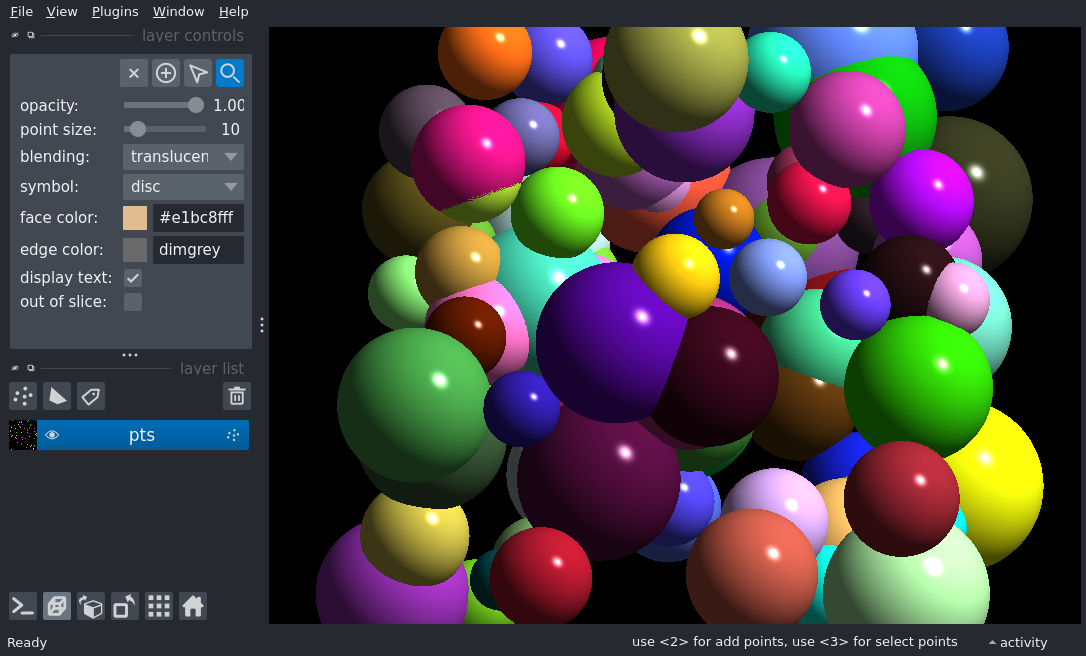 File View Plugins Window Help
layer controls
opacity: 1.00
point size: 10
blending: translucen
symbol: disc
face color: #e1bc8fff
edge color: dimgrey
display text:
out of slice:
layer list
pts
Ready use <2> for add points, use <3> for select points activity